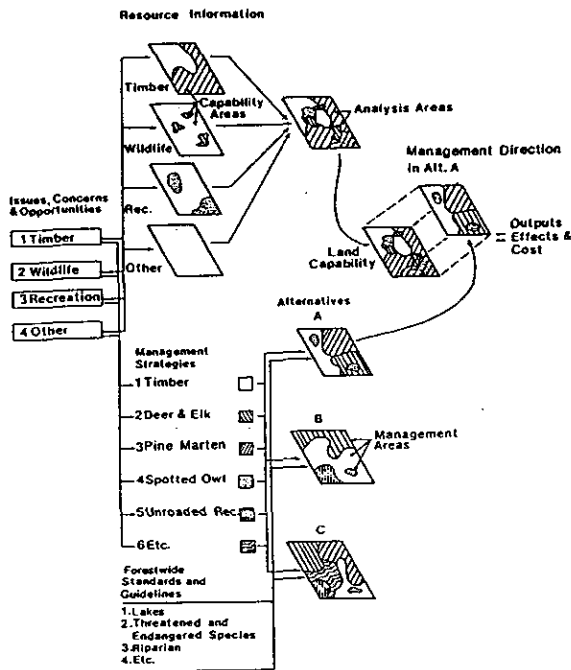 Resource Information
Timber
Capability
Areas
Wildlife
Rec.
Other
Analysis Areas
Management Direction
in Alt. A
Land
Capability
Outputs
Effects &
Cost
Issues, Concerns
& Opportunities
1 Timber
2 Wildlife
3 Recreation
4 Other
Alternatives
A
B
Management
Areas
C
Management
Strategies
1 Timber
2 Deer & Elk
3 Pine Marten
4 Spotted Owl
5 Unroaded Rec.
6 Etc.
Forestwide
Standards and
Guidelines
1. Lakes
2. Threatened and
Endangered Species
3. Riparian
4. Etc.